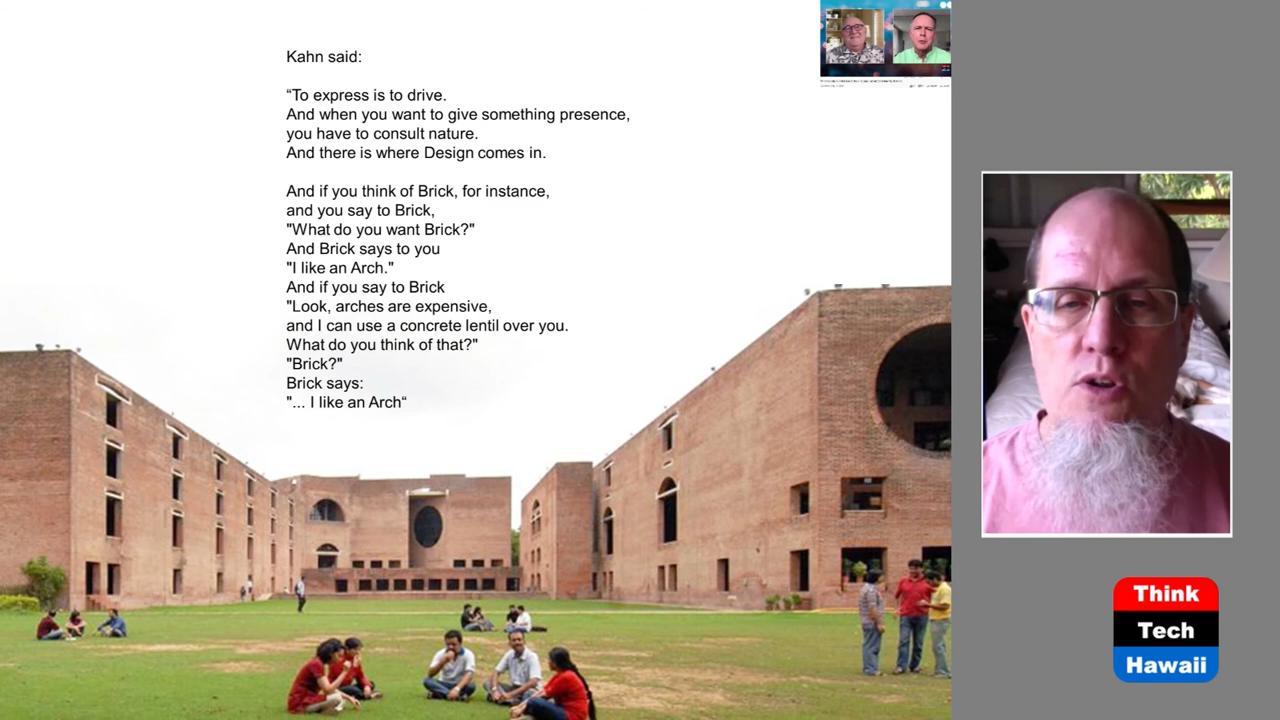 Kahn said:
“To express is to drive.
And when you want to give something presence,
you have to consult nature.
And there is where Design comes in.
And if you think of Brick, for instance,
and you say to Brick,
"What do you want Brick?"
And Brick says to you
"I like an Arch."
And if you say to Brick
"Look, arches are expensive,
and I can use a concrete lentil over you.
What do you think of that?"
"Brick?"
Brick says:
"... I like an Arch“
Think
Tech
Hawaii